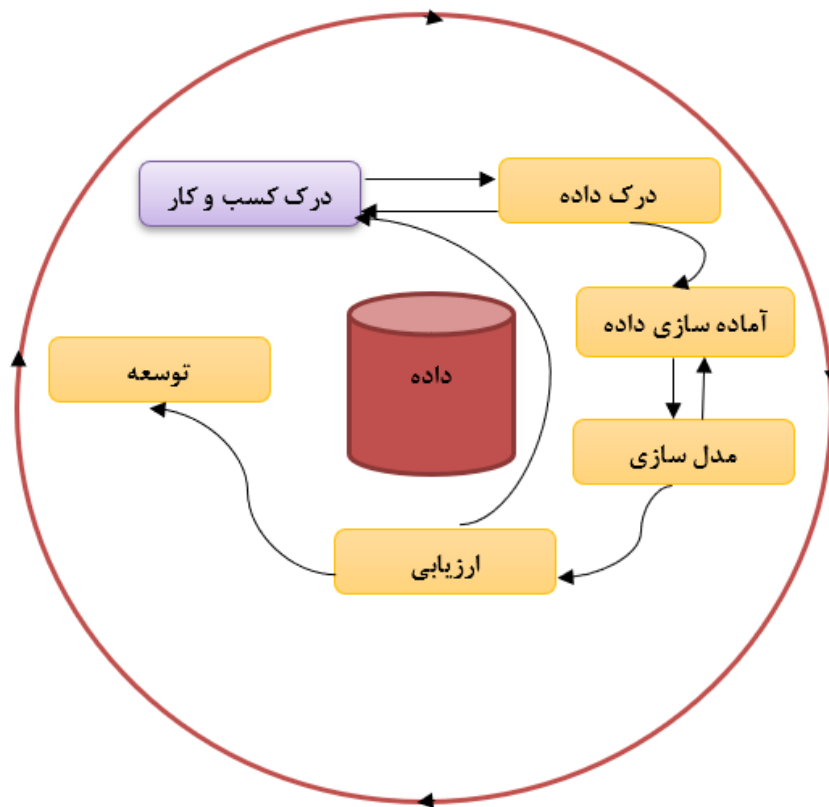 درک کسب و کار
درک داده
آماده سازی داده
داده
توسعه
مدل سازی
ارزیابی